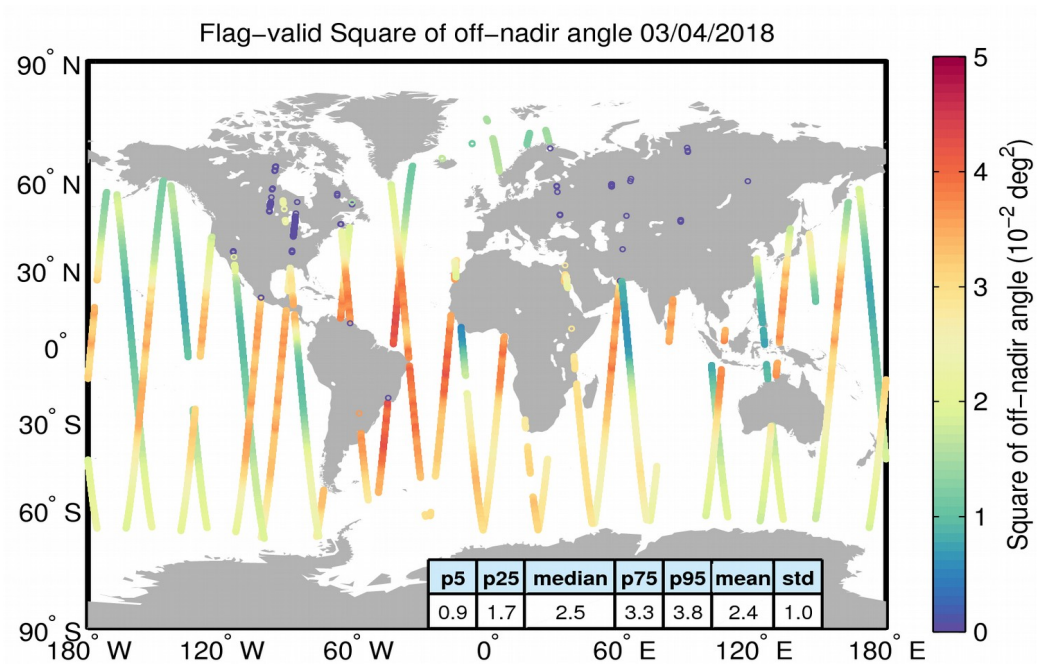 Flag−valid Square of off−nadir angle 03/04/2018
90° N
60° N
30° N
0°
30° S
60° S
90° S
180° W
120° W
60° W
0°
60° E
120° E
180° E
p5 p25 median p75 p95 mean std
0.9 1.7 2.5 3.3 3.8 2.4 1.0
5
4
3
2
1
0
Square of off−nadir angle (10⁻² deg²)